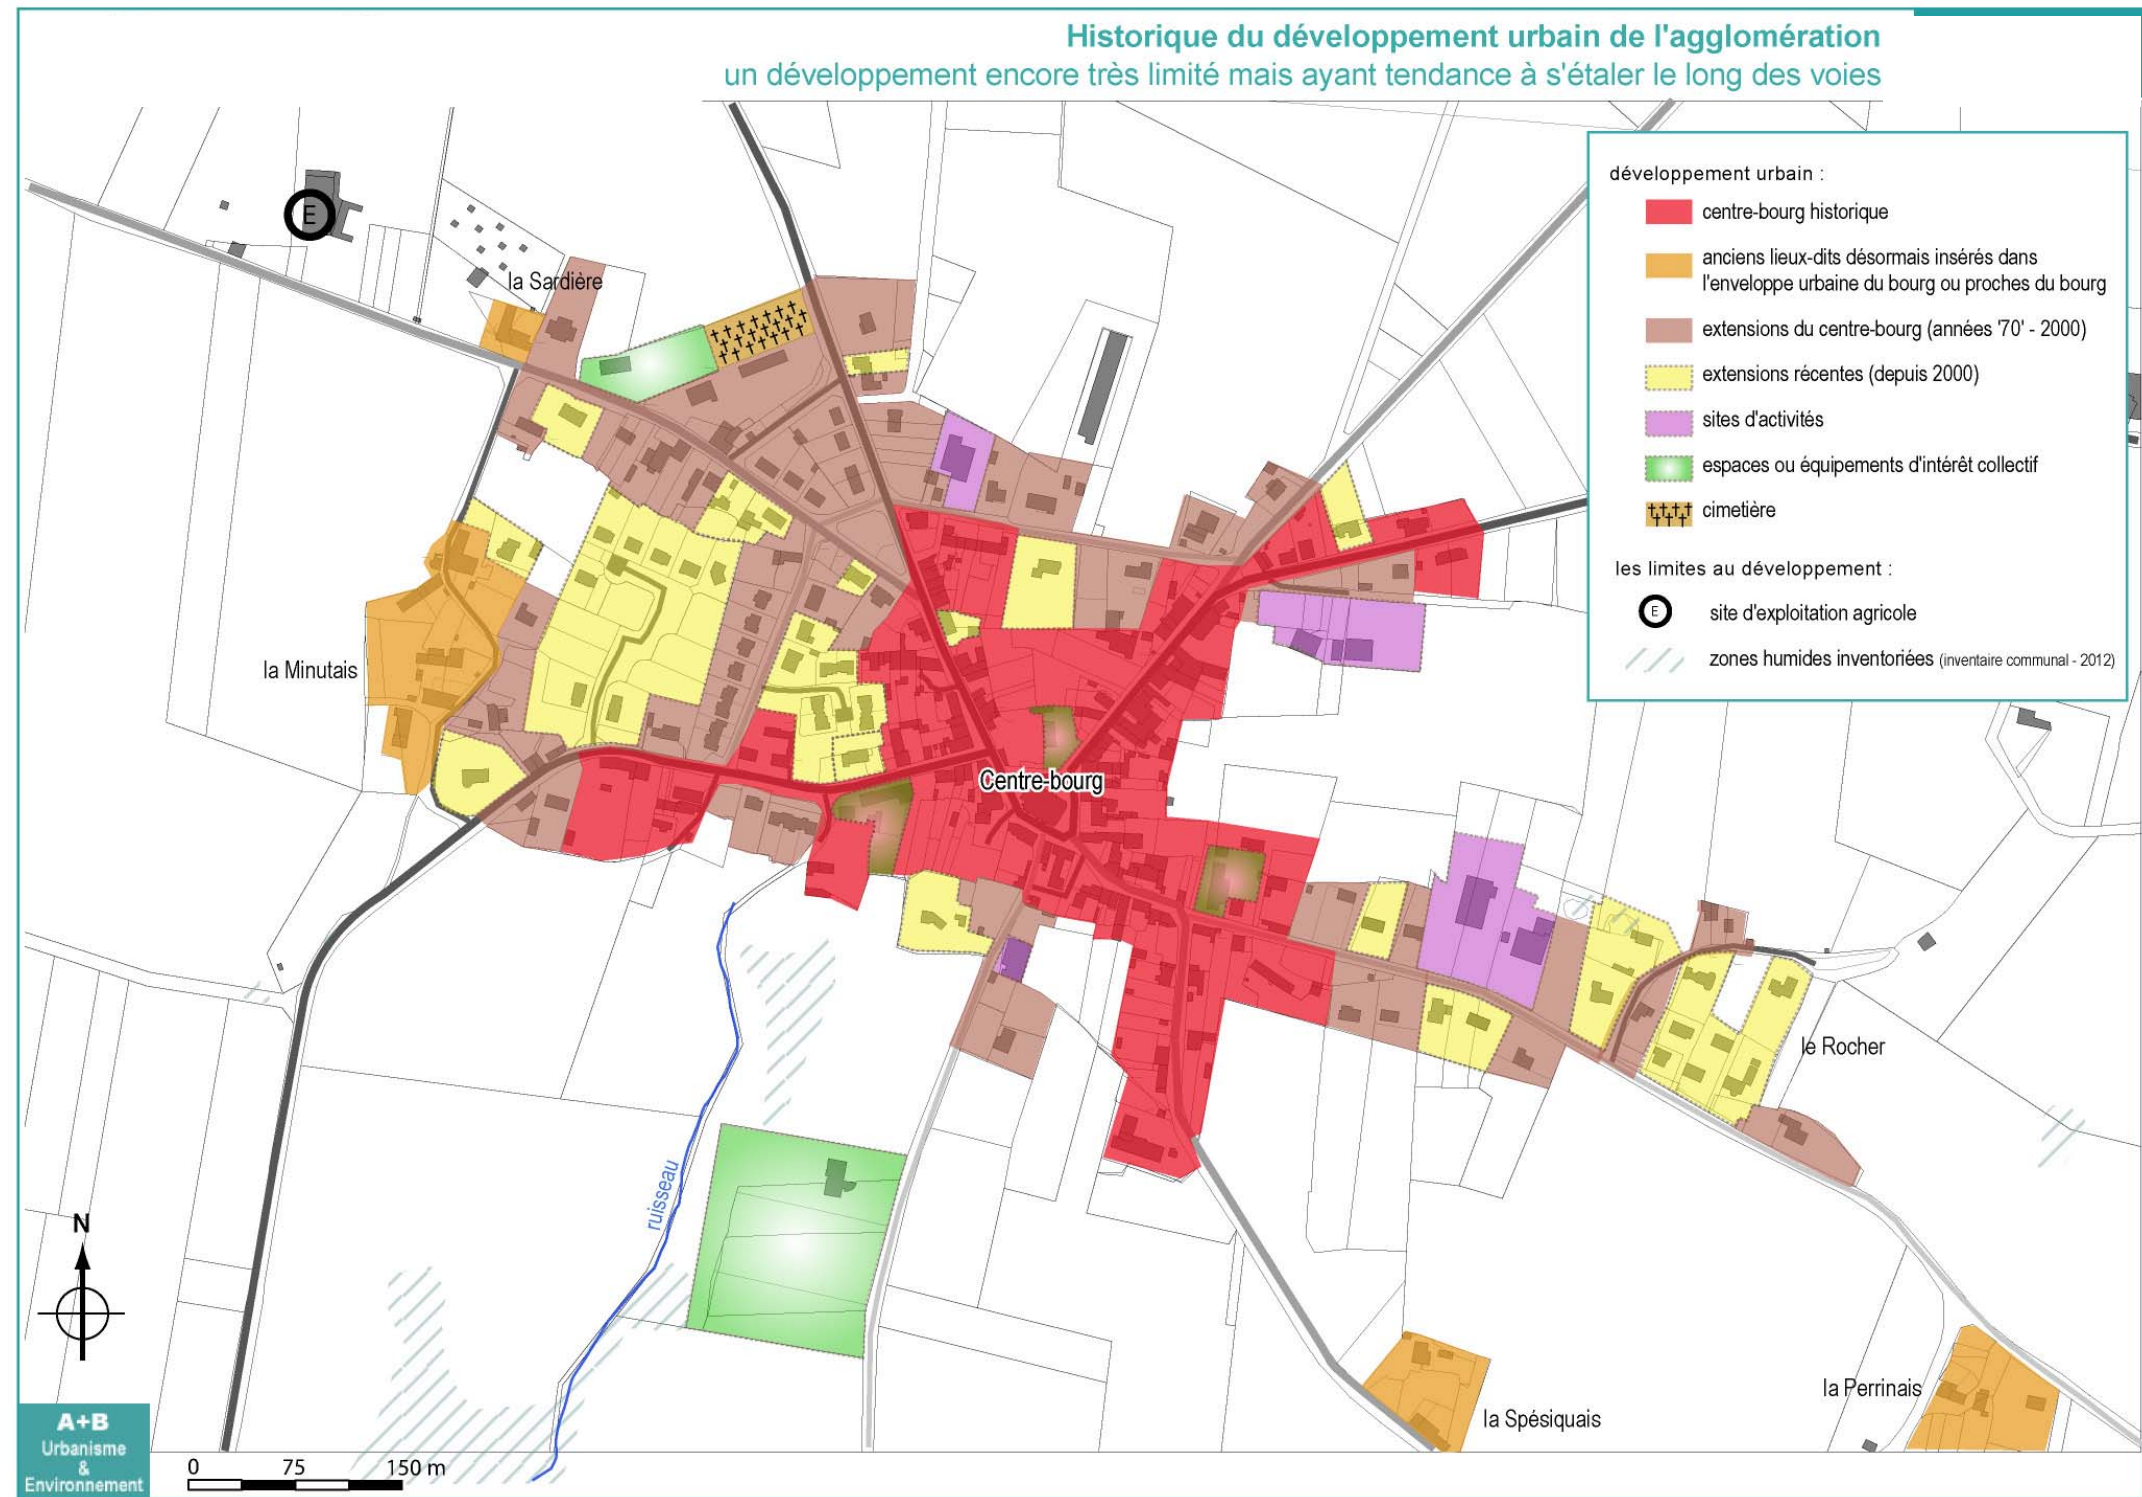 Historique du développement urbain de l'agglomération
un développement encore très limité mais ayant tendance à s'étaler le long des voies
développement urbain :
centre-bourg historique
anciens lieux-dits désormais insérés dans
l'enveloppe urbaine du bourg ou proches du bourg
extensions du centre-bourg (années '70' - 2000)
extensions récentes (depuis 2000)
sites d'activités
espaces ou équipements d'intérêt collectif
cimetière
les limites au développement :
E
site d'exploitation agricole
zones humides inventoriées (inventaire communal - 2012)
E
la Sardière
la Minutais
Centre-bourg
le Rocher
ruisseau
N
la Perrinais
la Spésiquais
A+B
Urbanisme
&
Environnement
0 75 150 m